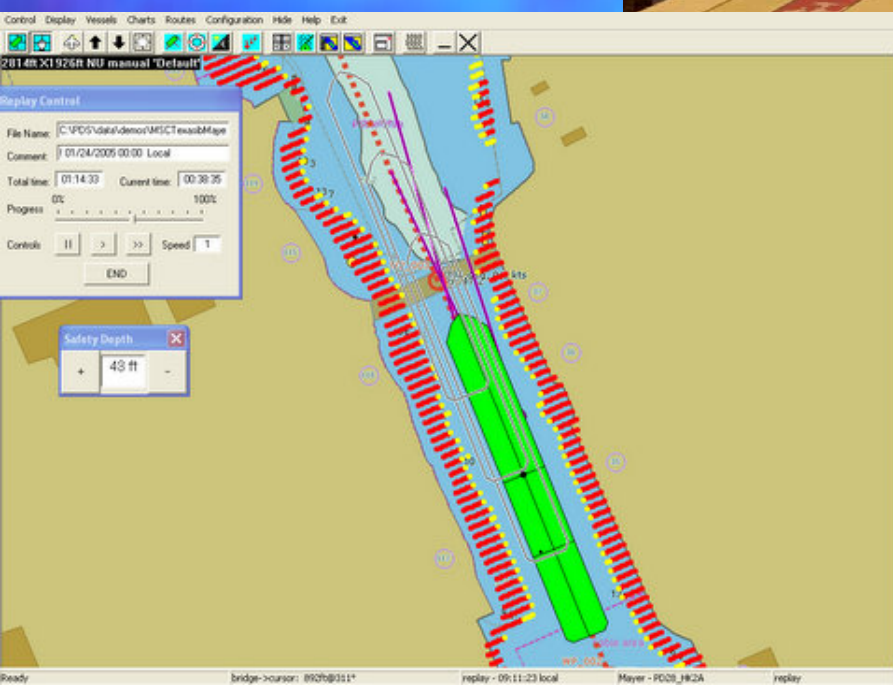 Control Display Vessels Charts Routes Configuration Hide Help Exit
2814ft X1926ft NU manual 'Default'
Replay Control
File Name: C:\PDS\data\demos\MSCTexasibMaye
Comment: 01/24/2005 00:00 Local
Total time: 01:14:33 Current time: 00:38:35
0% 100%
Progress
Controls || > >> Speed 1
END
Safety Depth
+ 43 ft -
kts
Ready bridge->cursor: 892ft@311° replay - 09:11:23 local Mayer - PD28_HK2A replay